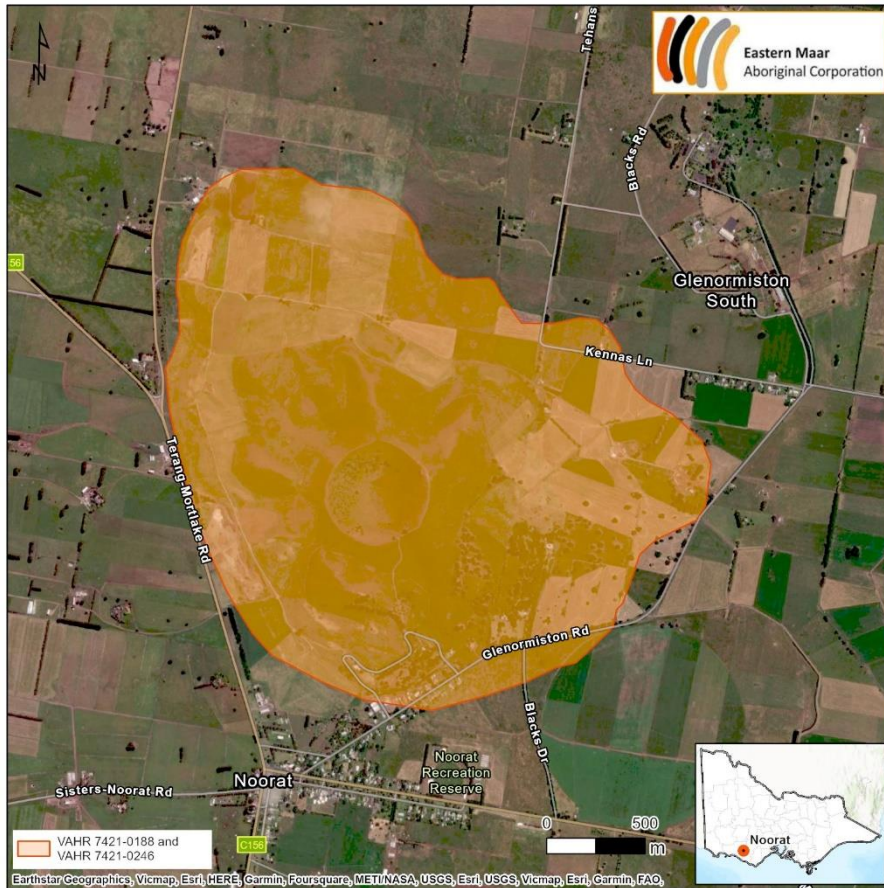 Eastern Maar
Aboriginal Corporation
Tehans
Blacks Rd
Glenormiston
South
56
Kennas Ln
Terang-Mortlake Rd
Glenormiston Rd
Blacks Dr
Noorat
Recreation
Reserve
Noorat
Sisters-Noorat Rd
C156
0 500
m
Noorat
VAHR 7421-0188 and
VAHR 7421-0246
Earthstar Geographics, Vicmap, Esri, HERE, Garmin, Foursquare, METI/NASA, USGS, Esri, USGS, Vicmap, Esri, Garmin, FAO,